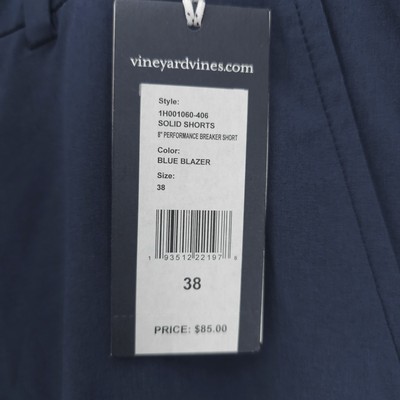 vineyardvines.com
Style:
1H001060-406
SOLID SHORTS
8" PERFORMANCE BREAKER SHORT
Color:
BLUE BLAZER
Size:
38
1 93512 22197 8
38
PRICE: $85.00